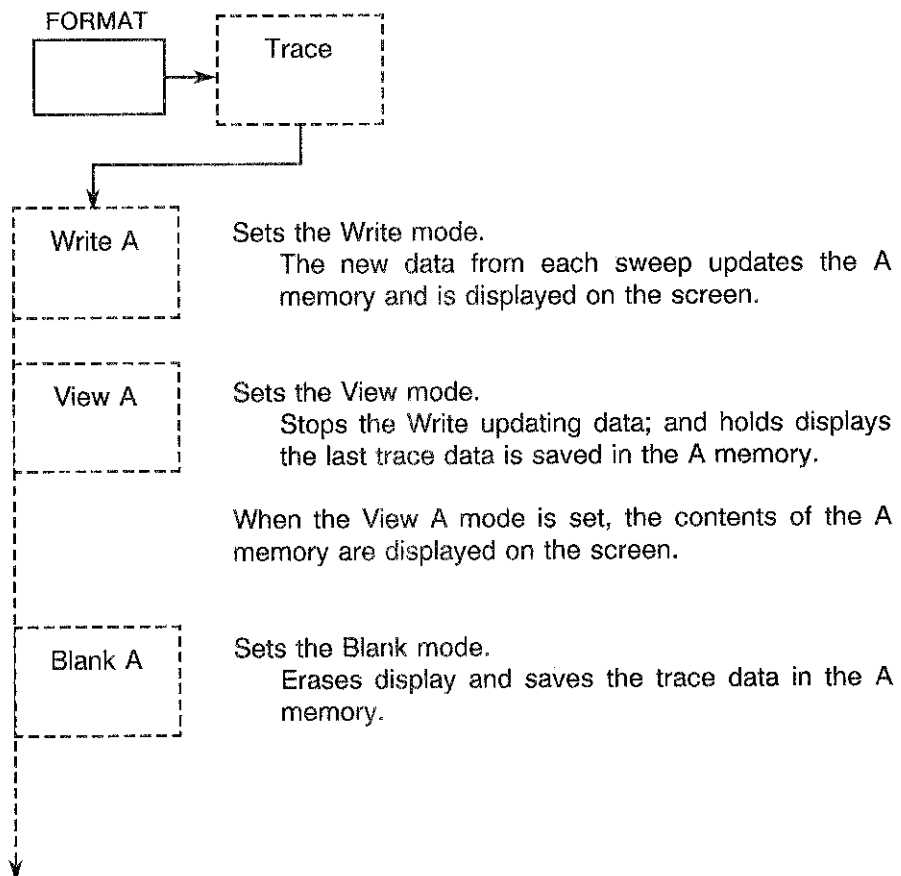 FORMAT
Trace
Write A
Sets the Write mode.
The new data from each sweep updates the A
memory and is displayed on the screen.
View A
Sets the View mode.
Stops the Write updating data; and holds displays
the last trace data is saved in the A memory.
When the View A mode is set, the contents of the A
memory are displayed on the screen.
Blank A
Sets the Blank mode.
Erases display and saves the trace data in the A
memory.